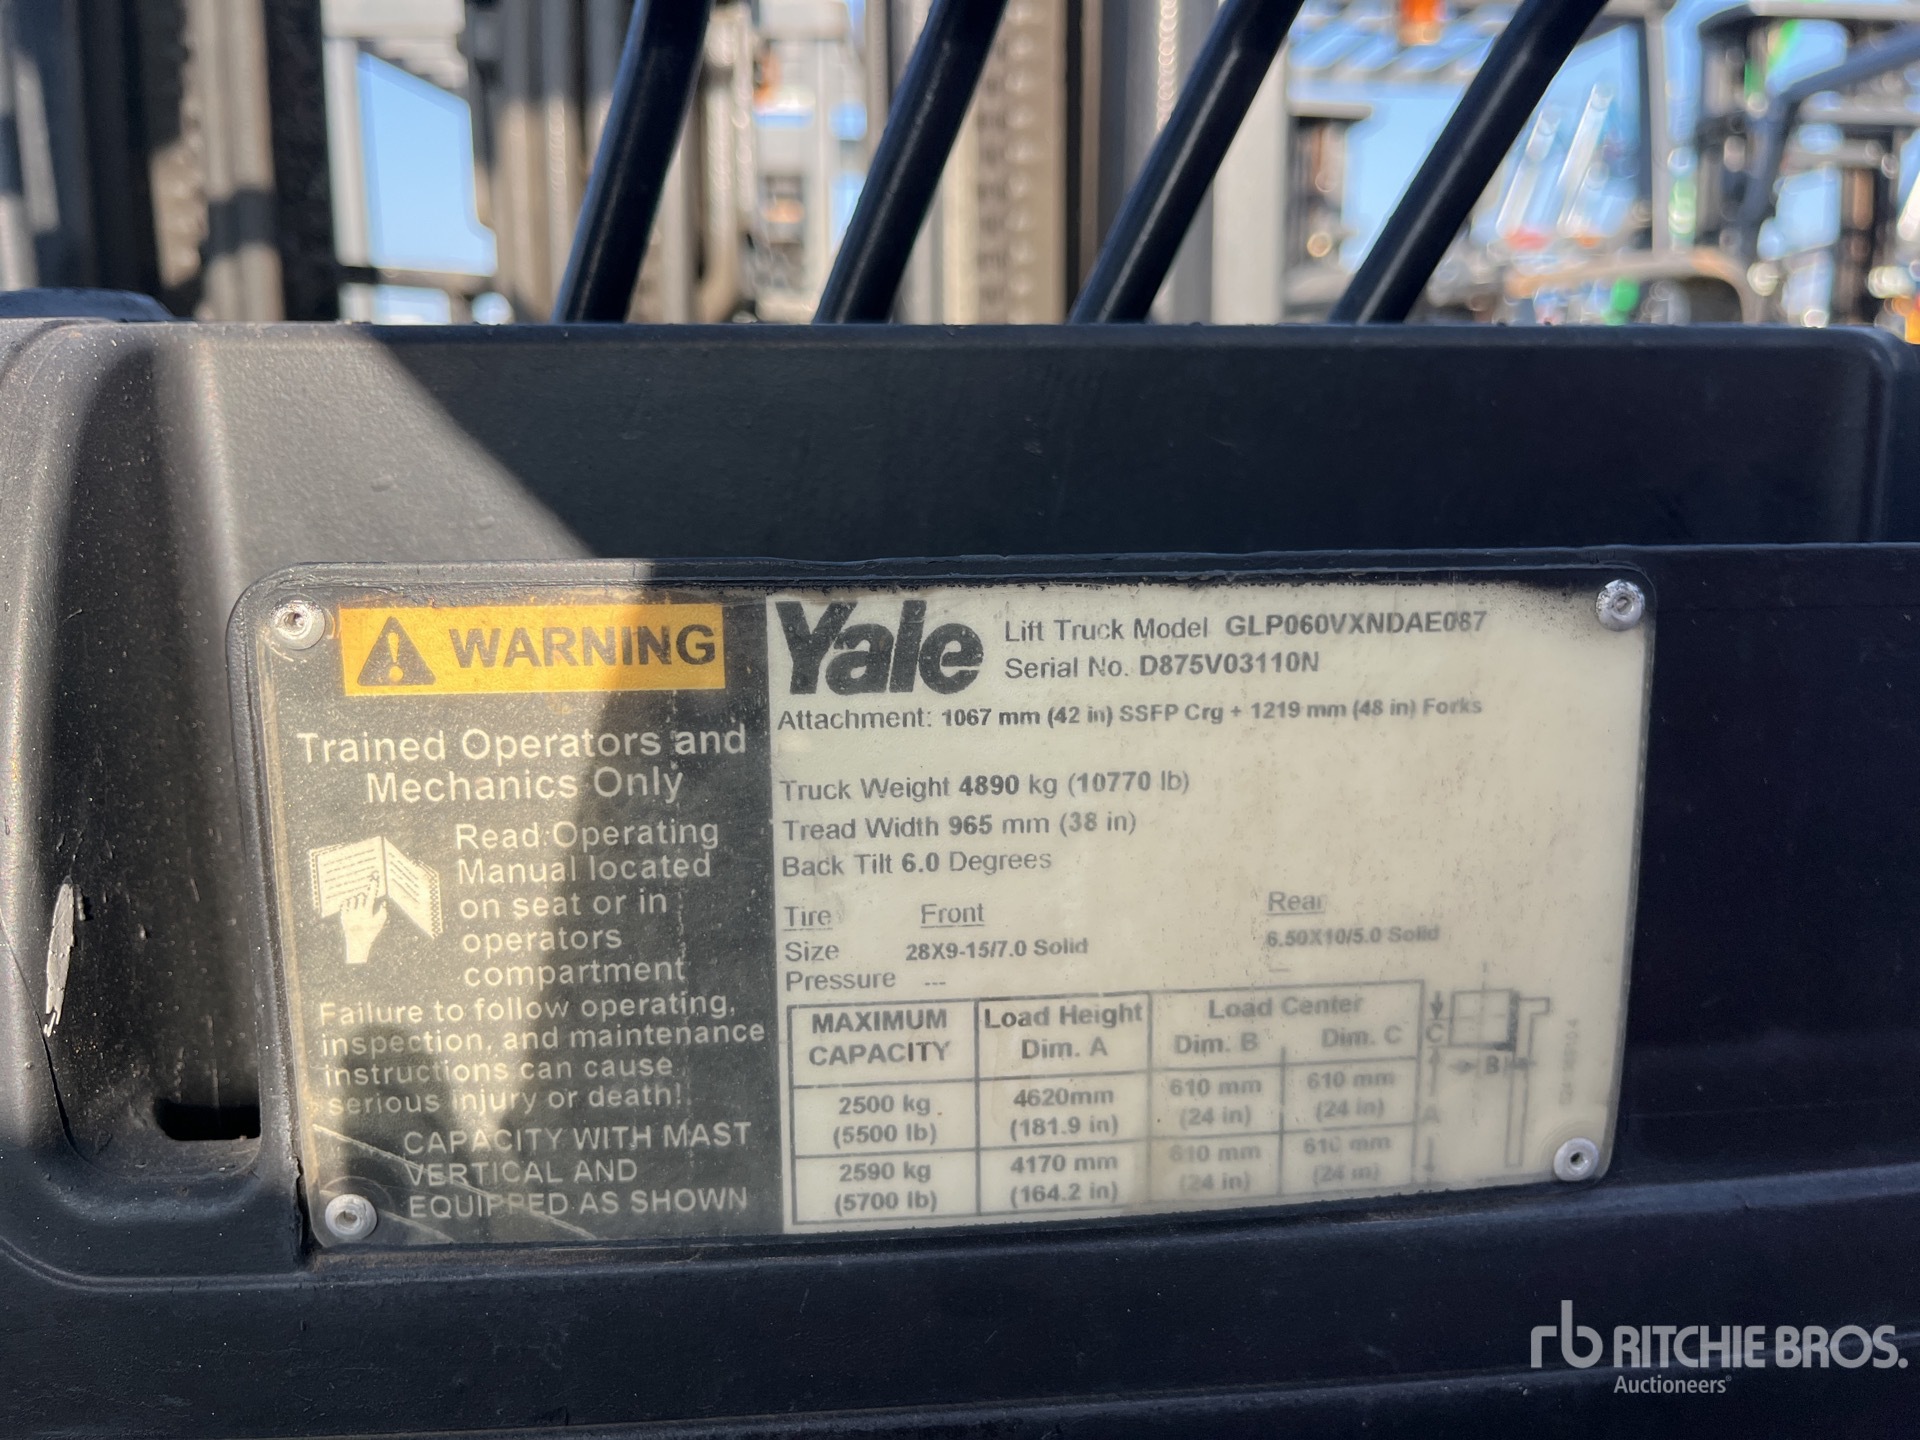 WARNING
Trained Operators and
Mechanics Only
Read Operating
Manual located
on seat or in
operators
compartment
Failure to follow operating,
inspection, and maintenance
instructions can cause
serious injury or death!
CAPACITY WITH MAST
VERTICAL AND
EQUIPPED AS SHOWN
Yale
Lift Truck Model GLP060VXNDAE087
Serial No. D875V03110N
Attachment: 1067 mm (42 in) SSFP Crg + 1219 mm (48 in) Forks
Truck Weight 4890 kg (10770 lb)
Tread Width 965 mm (38 in)
Back Tilt 6.0 Degrees
Tire Front Rear
Size 28X9-15/7.0 Solid 6.50X10/5.0 Solid
Pressure ---
MAXIMUM CAPACITY Load Height Dim. A Load Center Dim. B Dim. C
2500 kg 4620mm 610 mm 610 mm
(5500 lb) (181.9 in) (24 in) (24 in)
2590 kg 4170 mm 610 mm 610 mm
(5700 lb) (164.2 in) (24 in) (24 in)
C
B
A
rb RITCHIE BROS.
Auctioneers